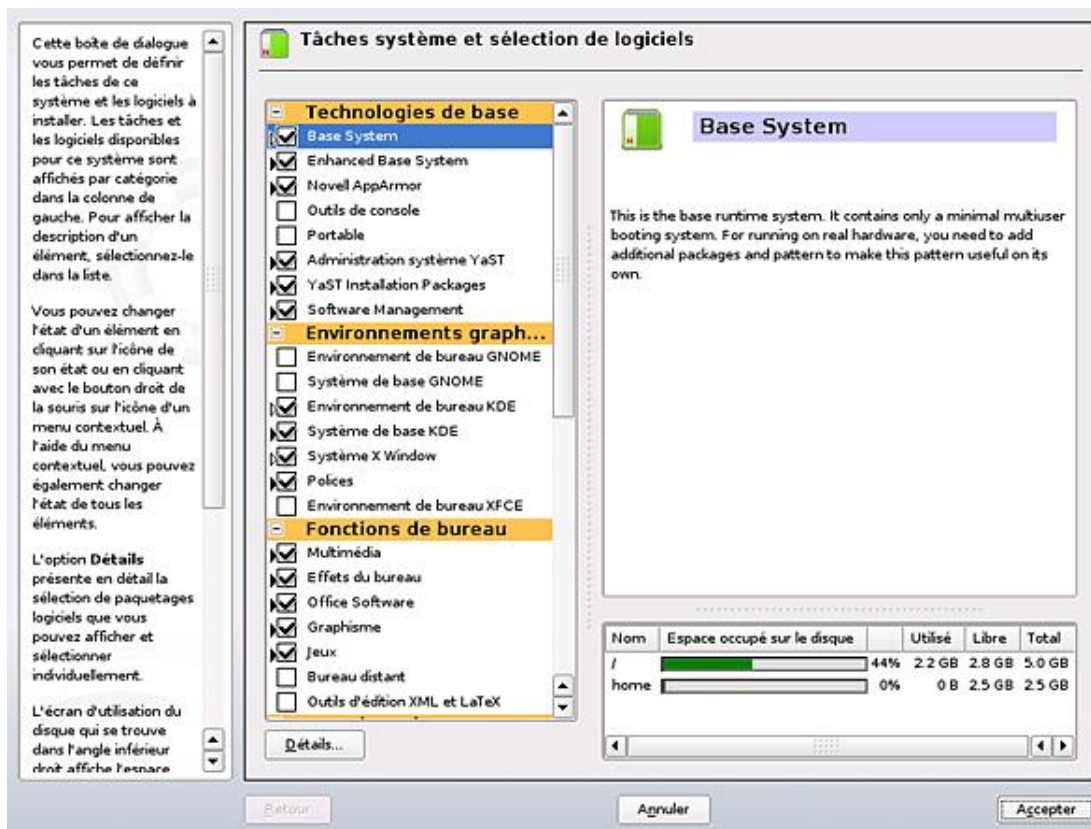 Cette boîte de dialogue
vous permet de définir
les tâches de ce
système et les logiciels à
installer. Les tâches et
les logiciels disponibles
pour ce système sont
affichés par catégorie
dans la colonne de
gauche. Pour afficher la
description d'un
élément, sélectionnez-le
dans la liste.
Vous pouvez changer
l'état d'un élément en
cliquant sur l'icône de
son état ou en cliquant
avec le bouton droit de
la souris sur l'icône d'un
menu contextuel. À
l'aide du menu
contextuel, vous pouvez
également changer
l'état de tous les
éléments.
L'option Détails
présente en détail la
sélection de paquetages
logiciels que vous
pouvez afficher et
sélectionner
individuellement.
L'écran d'utilisation du
disque qui se trouve
dans l'angle inférieur
droit affiche l'espace
Tâches système et sélection de logiciels
Technologies de base
Base System
Enhanced Base System
Novell AppArmor
Outils de console
Portable
Administration système YaST
YaST Installation Packages
Software Management
Environnements graph...
Environnement de bureau GNOME
Système de base GNOME
Environnement de bureau KDE
Système de base KDE
Système X Window
Polices
Environnement de bureau XFCE
Fonctions de bureau
Multimédia
Effets du bureau
Office Software
Graphisme
Jeux
Bureau distant
Outils d'édition XML et LaTeX
Détails...
Base System
This is the base runtime system. It contains only a minimal multiuser
booting system. For running on real hardware, you need to add
additional packages and pattern to make this pattern useful on its
own.
Nom Espace occupé sur le disque Utilisé Libre Total
/ 44% 2.2 GB 2.8 GB 5.0 GB
home 0% 0 B 2.5 GB 2.5 GB
Retour Annuler Accepter